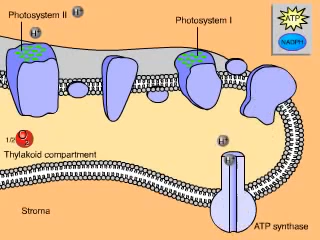 Photosystem II
H+
Photosystem I
ATP
NADPH
H+
1/2
O2
H+
Thylakoid compartment
H+
Stroma
ATP synthase